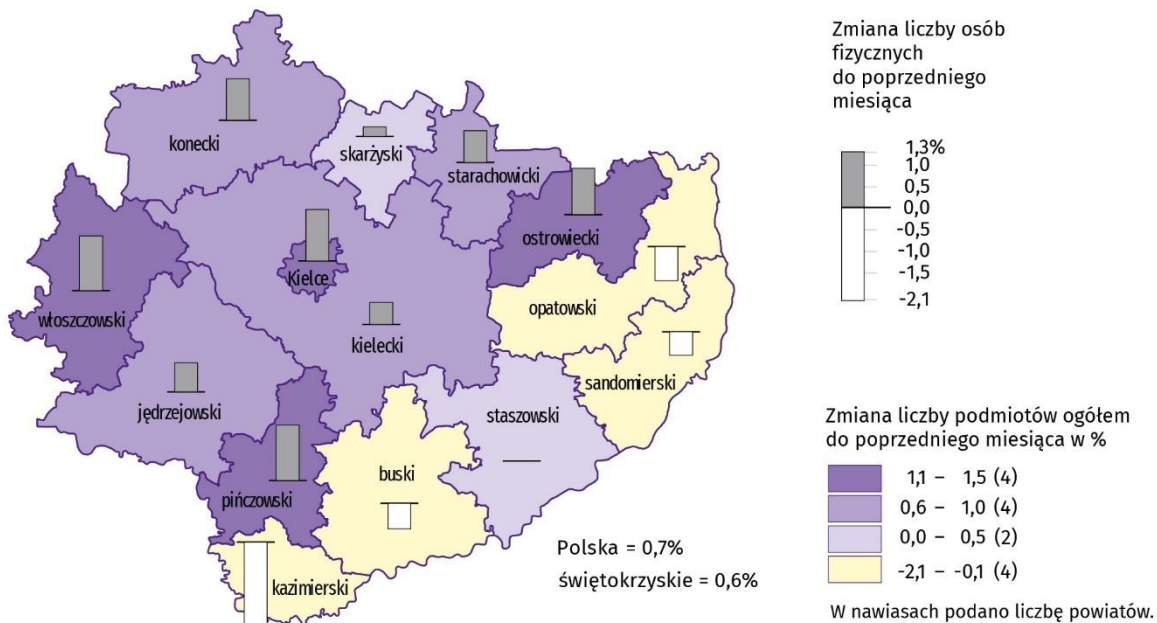 konecki
skarżyski
starachowicki
ostrowiecki
Kielce
włoszczowski
opatowski
kielecki
sandomierski
jędrzejowski
staszowski
buski
pińczowski
kazimierski
Polska = 0,7%
świętokrzyskie = 0,6%
Zmiana liczby osób
fizycznych
do poprzedniego
miesiąca
1,3%
1,0
0,5
0,0
-0,5
-1,0
-1,5
-2,1
Zmiana liczby podmiotów ogółem
do poprzedniego miesiąca w %
1,1 – 1,5 (4)
0,6 – 1,0 (4)
0,0 – 0,5 (2)
-2,1 – -0,1 (4)
W nawiasach podano liczbę powiatów.